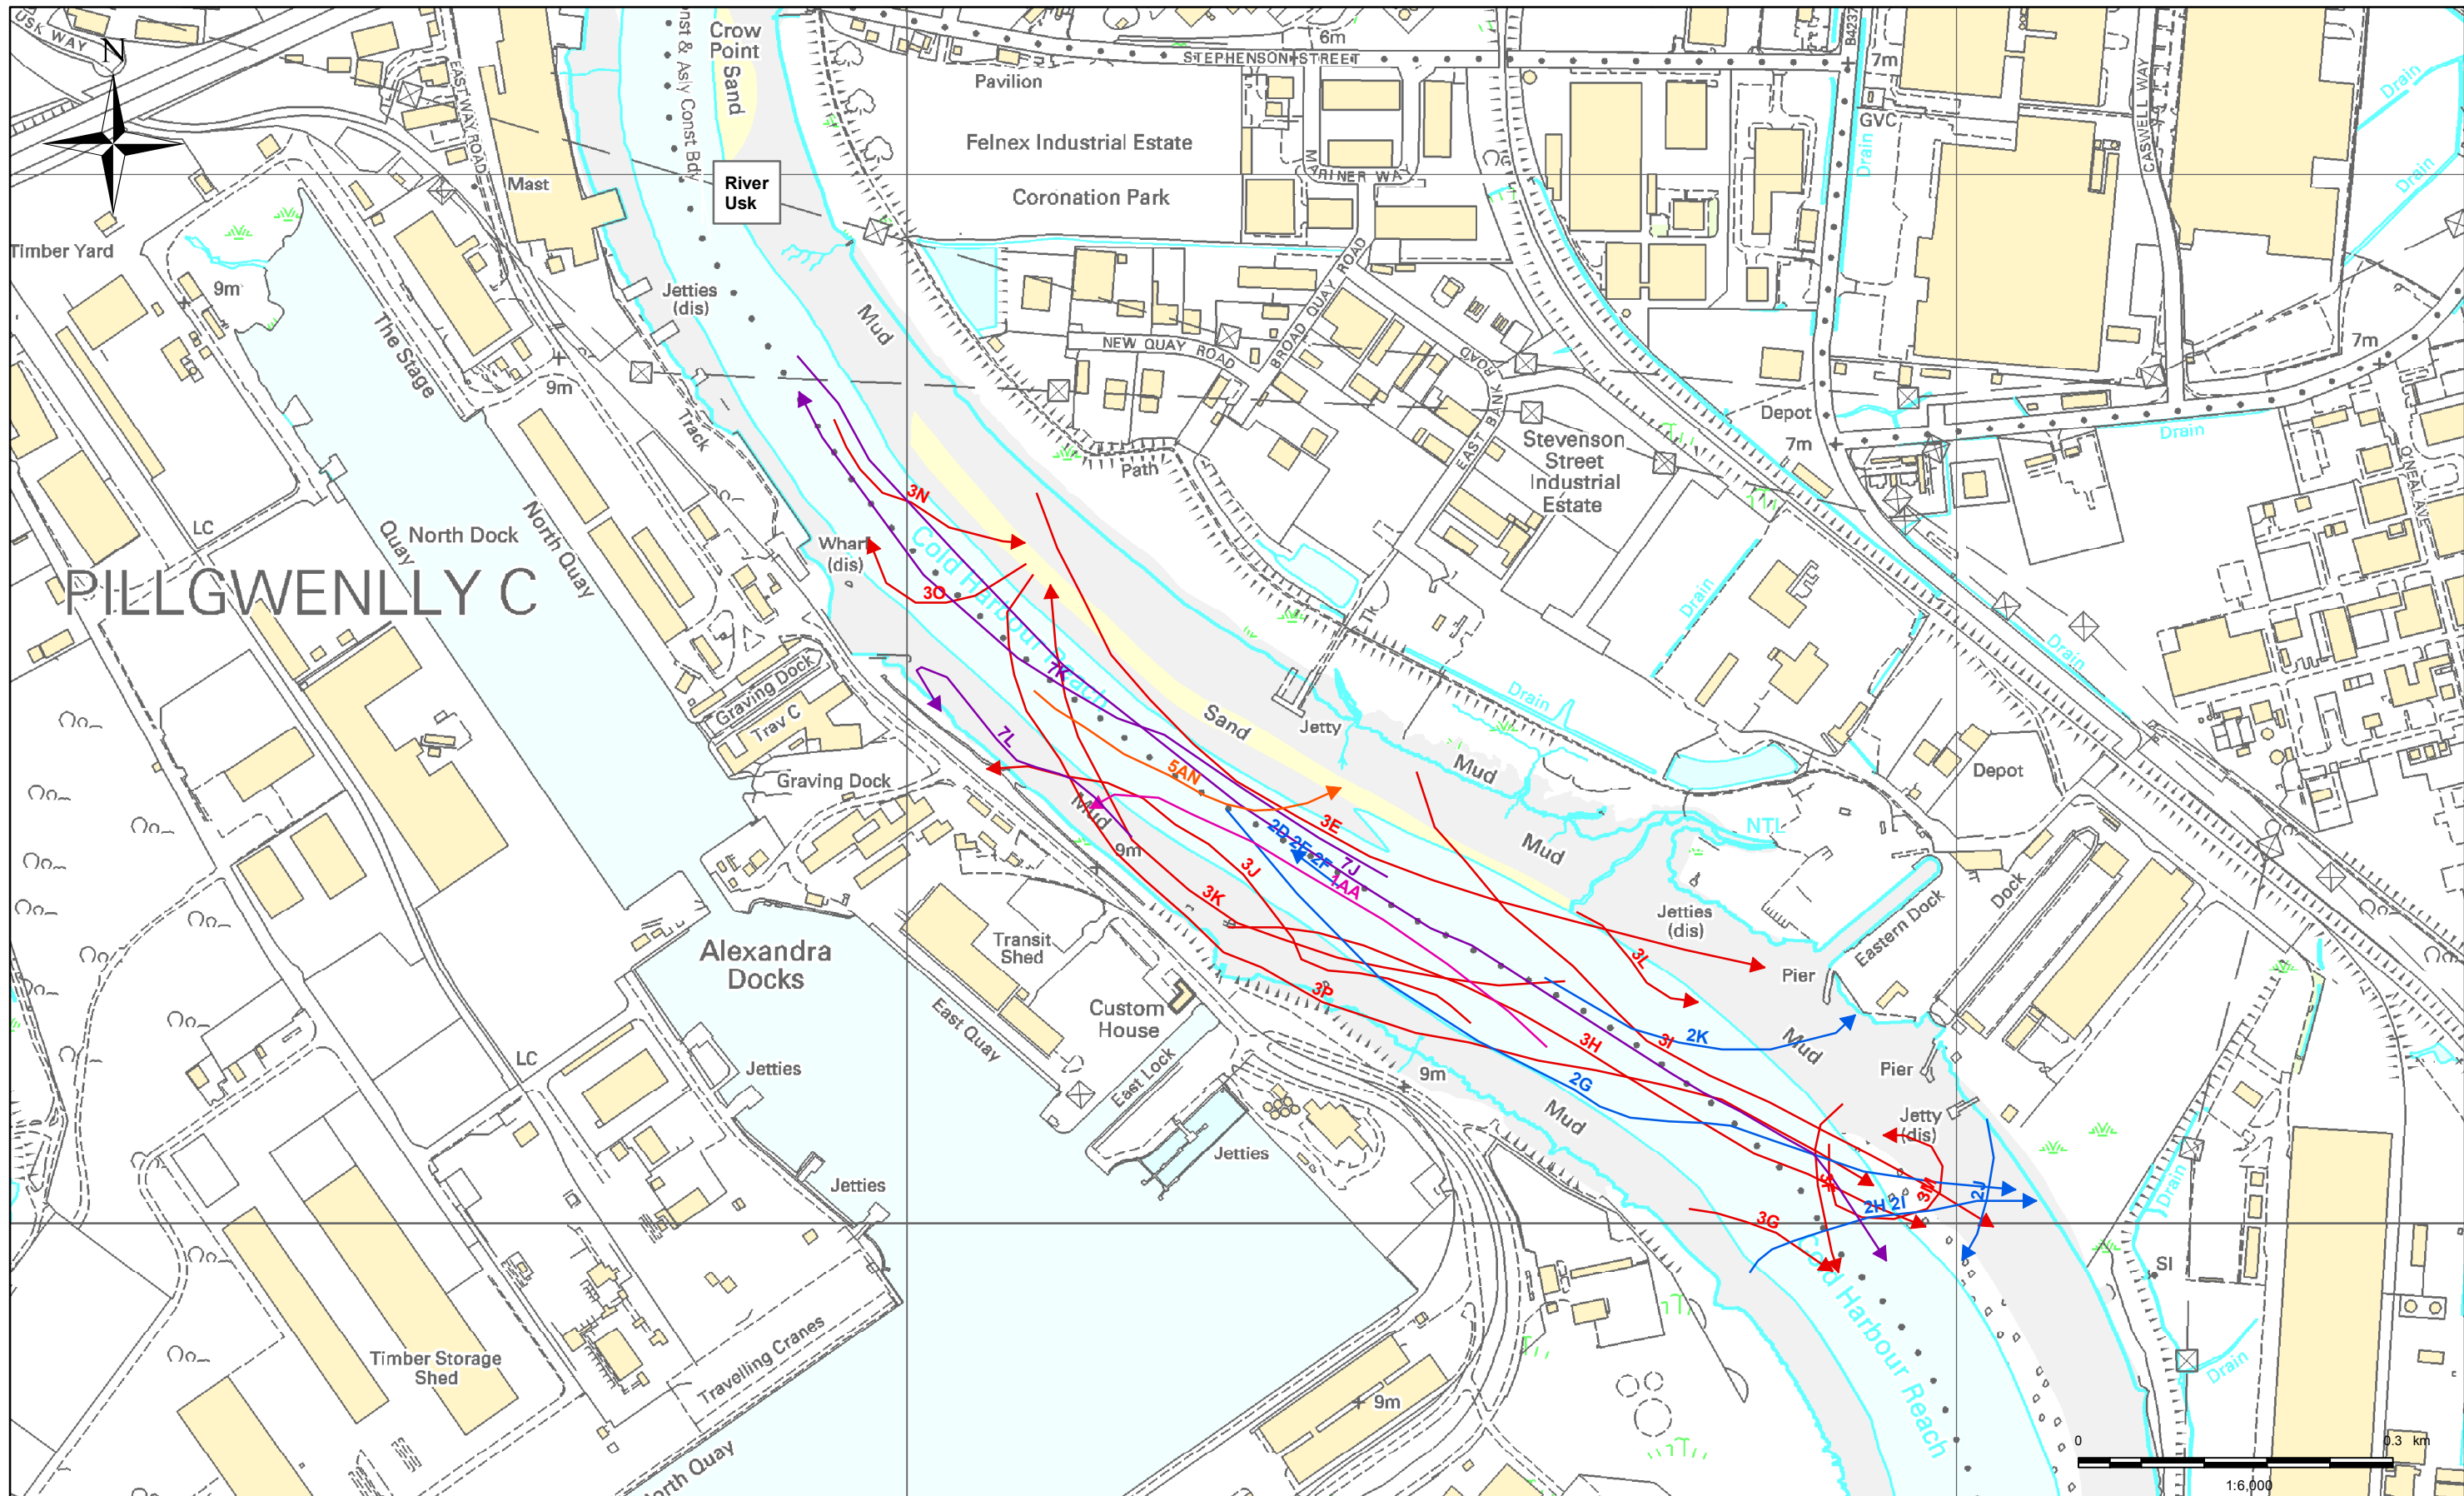 USK WAY
N
EAST WAY ROAD
Mast
Timber Yard
9m
The Stage
9m
Const & Asly Const Bdy
Crow
Point
Sand
River
Usk
Jetties
(dis)
Mud
Track
Pavilion
6m
STEPHENSON STREET
Felnex Industrial Estate
MARINER WAY
Coronation Park
B4237
7m
GVC
Drain
CASWELL WAY
Drain
Drain
7m
NEW QUAY ROAD
BROAD QUAY ROAD
ROAD
EAST BANK
Path
Stevenson
Street
Industrial
Estate
Depot
7m
Drain
O'NEAL AVE
LC
Quay
North Dock
North Quay
PILLGWENLLY C
Wharf
(dis)
3N
3O
Cold Harbour Reach
7K
Drain
Drain
Tk
Drain
Graving Dock
Trav C
Graving Dock
7L
5AN
Sand
Jetty
Mud
Depot
Mud
9m
3E
2D 2E 2F
7J
1AA
3J
3K
Mud
NTL
Jetties
(dis)
Dock
Eastern Dock
Pier
Alexandra
Docks
Transit
Shed
Custom
House
East Quay
East Lock
3P
3L
3H
3I
2K
Mud
Pier
LC
Jetties
9m
2G
Mud
Jetty
(dis)
Jetties
Jetties
3M
2H 2I
2J
3G
Drain
SI
Cold Harbour Reach
Drain
Timber Storage
Shed
Travelling Cranes
9m
North Quay
0
0.3 km
1:6,000